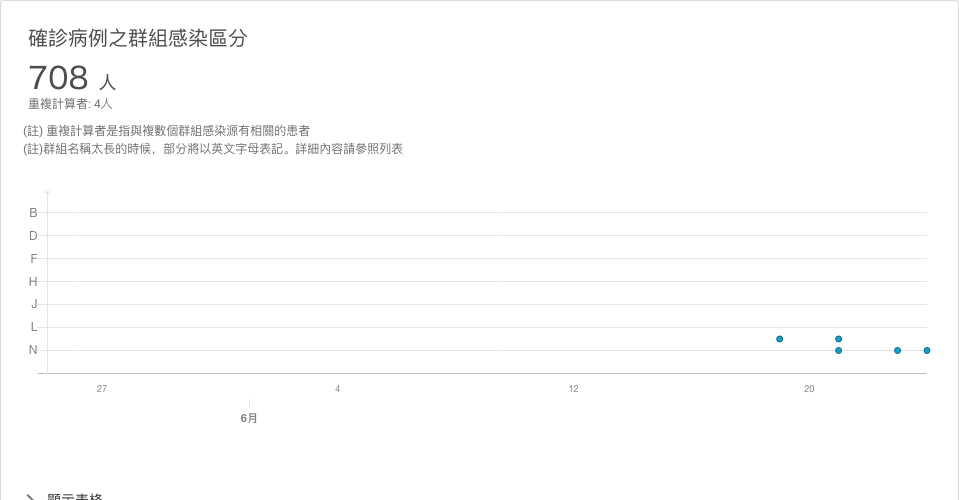 確診病例之群組感染區分
708 人
重複計算者: 4人
(註) 重複計算者是指與複數個群組感染源有相關的患者
(註)群組名稱太長的時候，部分將以英文字母表記。詳細內容請參照列表
B
D
F
H
J
L
N
27 4 12 20
6月
顯示表格